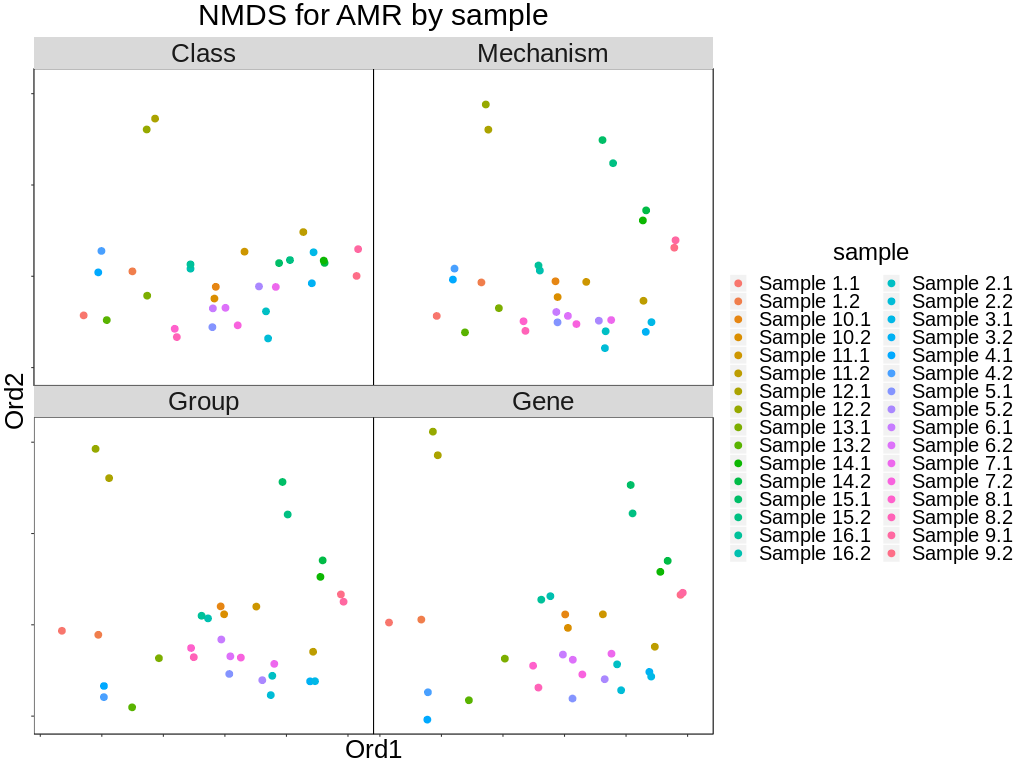 NMDS for AMR by sample
Class
Mechanism
Group
Gene
Ord2
Ord1
sample
Sample 1.1
Sample 1.2
Sample 10.1
Sample 10.2
Sample 11.1
Sample 11.2
Sample 12.1
Sample 12.2
Sample 13.1
Sample 13.2
Sample 14.1
Sample 14.2
Sample 15.1
Sample 15.2
Sample 16.1
Sample 16.2
Sample 2.1
Sample 2.2
Sample 3.1
Sample 3.2
Sample 4.1
Sample 4.2
Sample 5.1
Sample 5.2
Sample 6.1
Sample 6.2
Sample 7.1
Sample 7.2
Sample 8.1
Sample 8.2
Sample 9.1
Sample 9.2